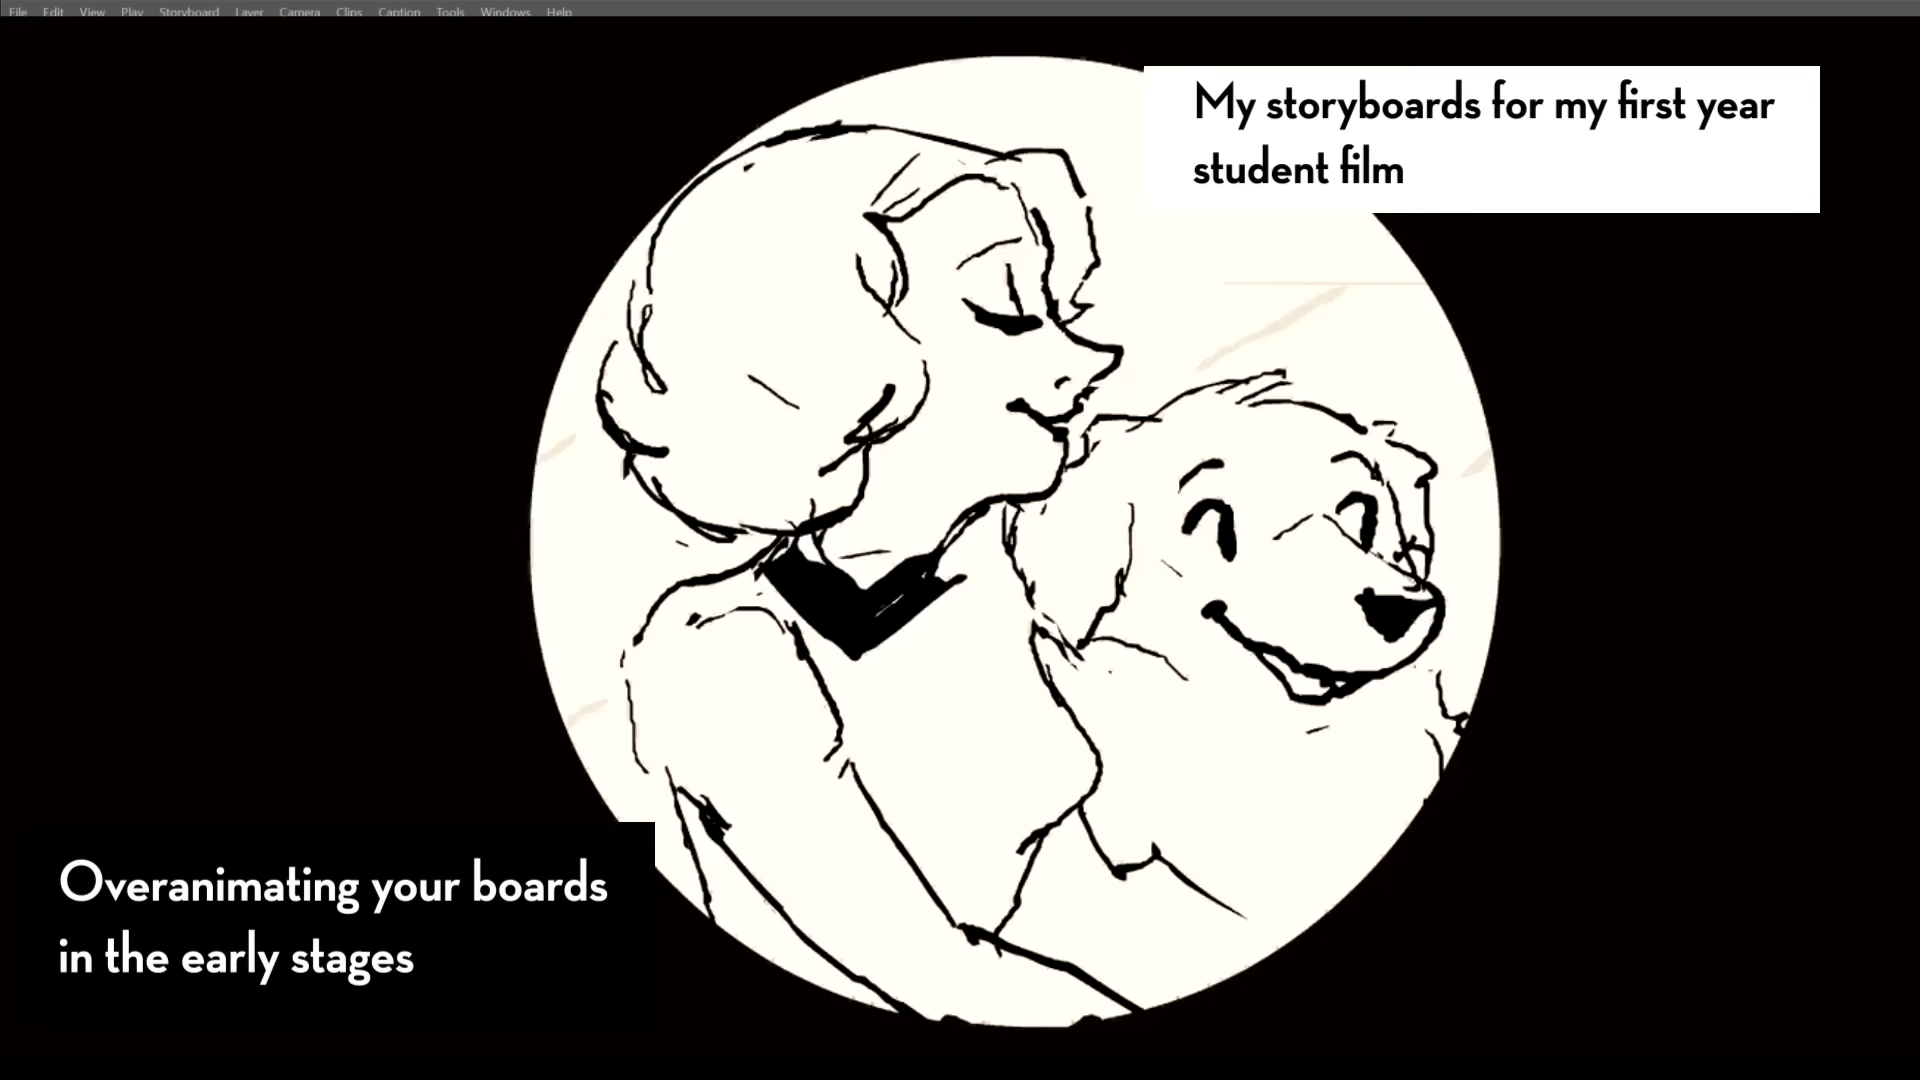 File Edit View Play Storyboard Layer Camera Clips Caption Tools Windows Help
My storyboards for my first year
student film
Overanimating your boards
in the early stages